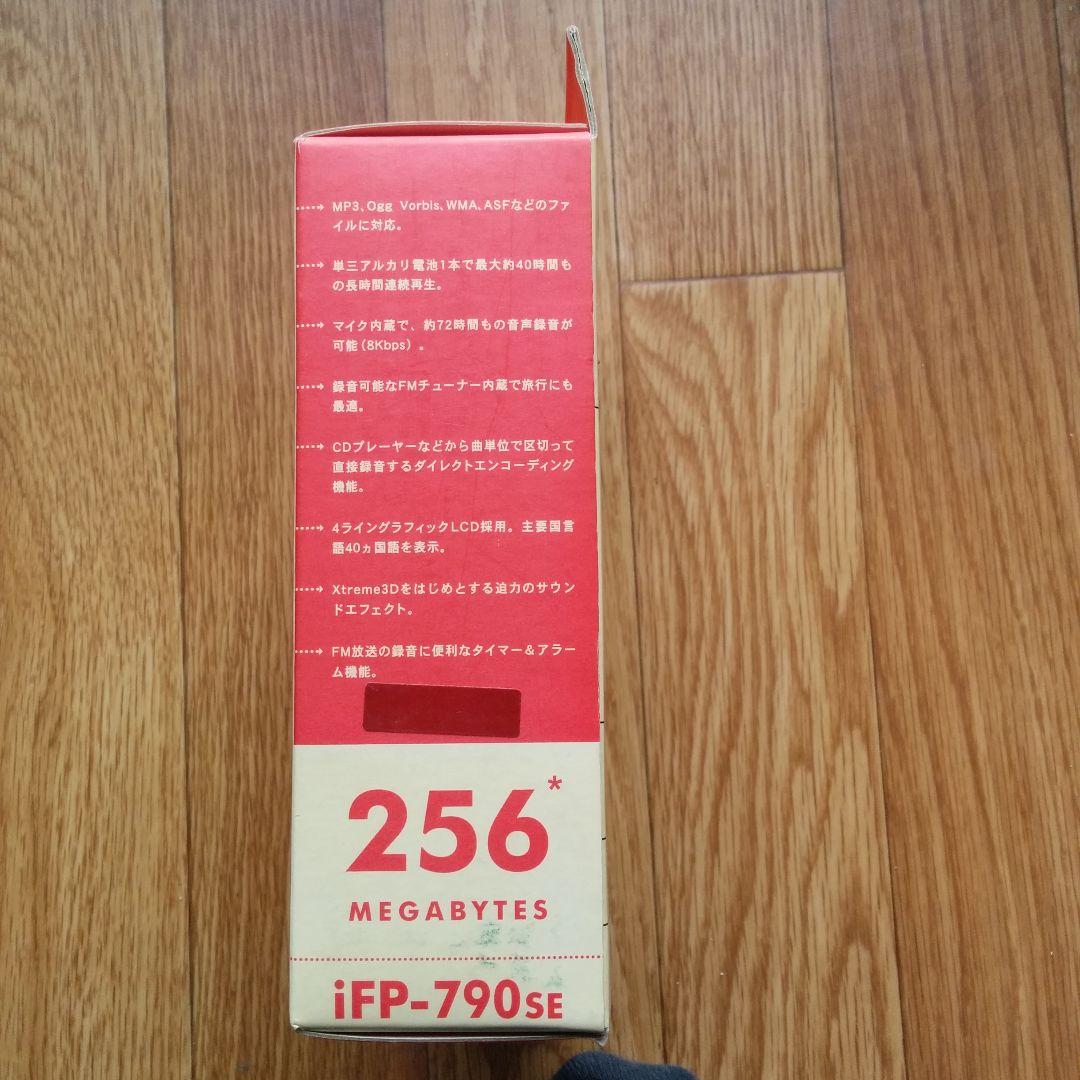 MP3、Ogg Vorbis、WMA、ASFなどのファ
イルに対応。
単三アルカリ電池1本で最大約40時間も
の長時間連続再生。
マイク内蔵で、約72時間もの音声録音が
可能(8Kbps)。
録音可能なFMチューナー内蔵で旅行にも
最適。
CDプレーヤーなどから曲単位で区切って
直接録音するダイレクトエンコーディング
機能。
4ライングラフィックLCD採用。主要国言
語40ヵ国語を表示。
Xtreme3Dをはじめとする迫力のサウン
ドエフェクト。
FM放送の録音に便利なタイマー&アラー
ム機能。
256*
MEGABYTES
iFP-790SE